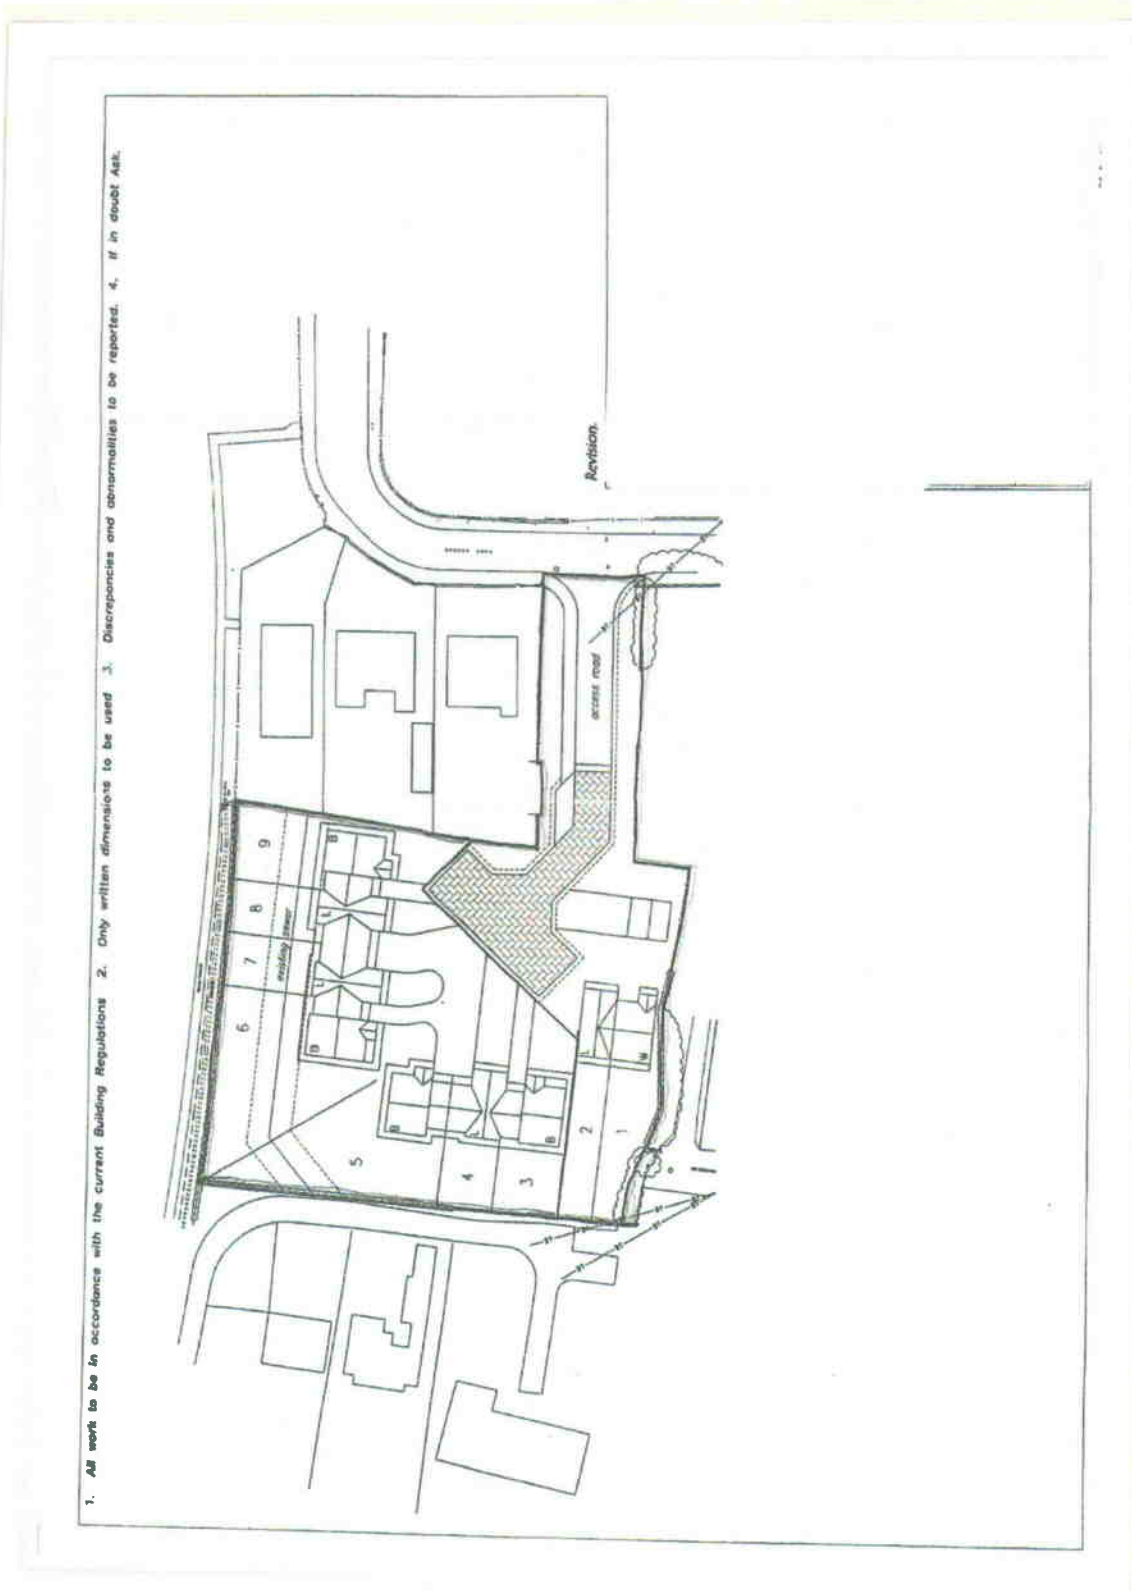 1. All work to be in accordance with the current Building Regulations 2. Only written dimensions to be used 3. Discrepancies and abnormalities to be reported. 4. If in doubt Ask.
Revision.
access road
existing sewer
9
8
7
6
5
4
3
2
1
B
L
L
B
B
B
W